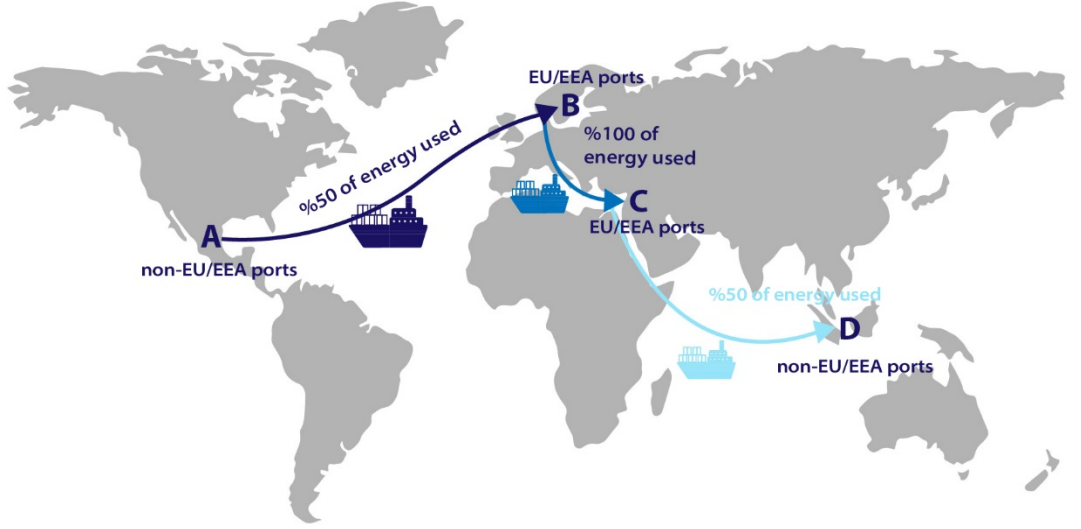 EU/EEA ports
B
%50 of energy used
%100 of
energy used
A
non-EU/EEA ports
C
EU/EEA ports
%50 of energy used
D
non-EU/EEA ports